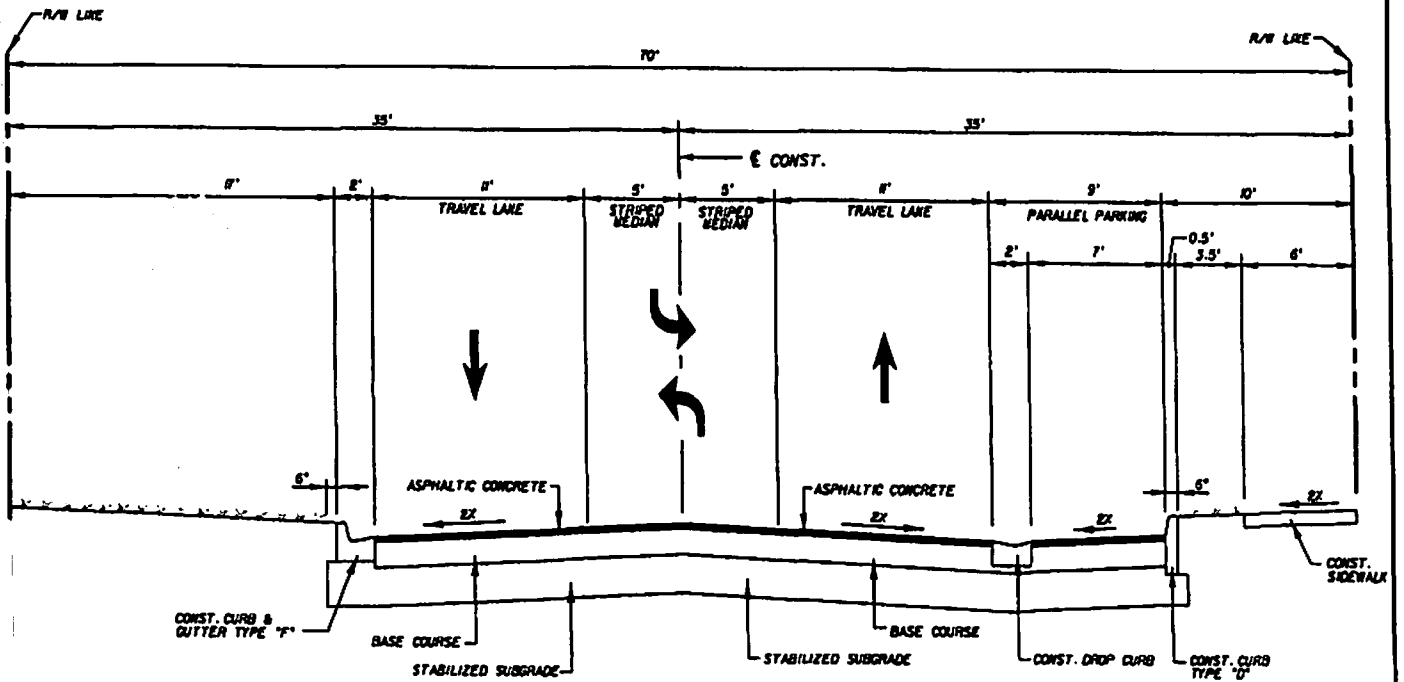 R/W LINE
R/W LINE
70'
35'
35'
℄ CONST.
17'
2'
11'
5'
5'
11'
9'
10'
TRAVEL LANE
STRIPED
MEDIAN
STRIPED
MEDIAN
TRAVEL LANE
PARALLEL PARKING
0.5'
2'
7'
3.5'
6'
6"
ASPHALTIC CONCRETE
ASPHALTIC CONCRETE
6"
2%
2%
2%
2%
CONST.
SIDEWALK
CONST. CURB &
GUTTER TYPE "F"
BASE COURSE
BASE COURSE
STABILIZED SUBGRADE
STABILIZED SUBGRADE
CONST. DROP CURB
CONST. CURB
TYPE "D"